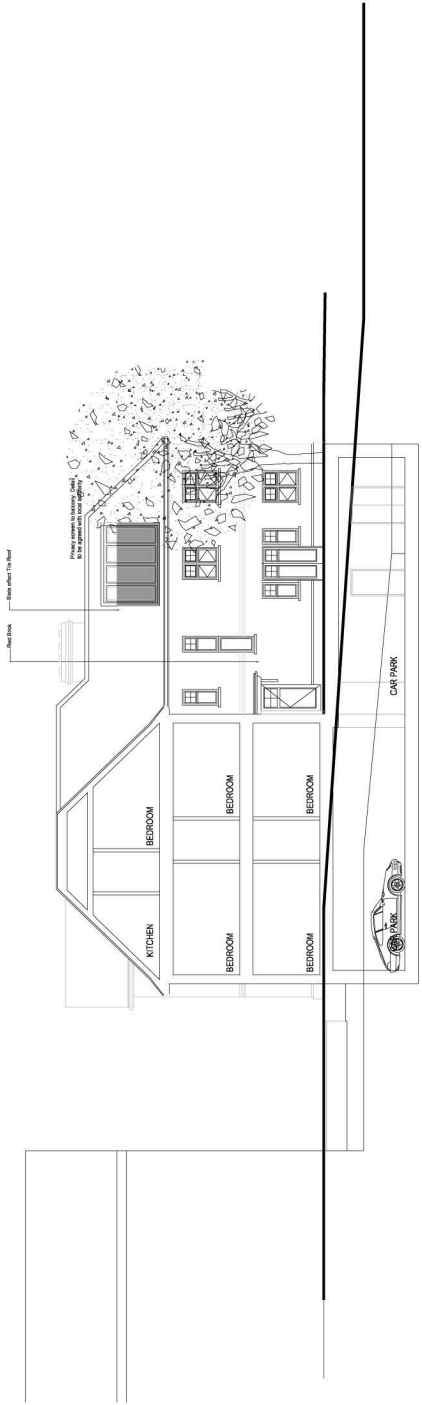 Red Brick
Slate effect Tile Roof
Privacy screen to balcony. Detail
to be agreed with local authority
KITCHEN
BEDROOM
BEDROOM
BEDROOM
BEDROOM
BEDROOM
CAR PARK
CAR PARK